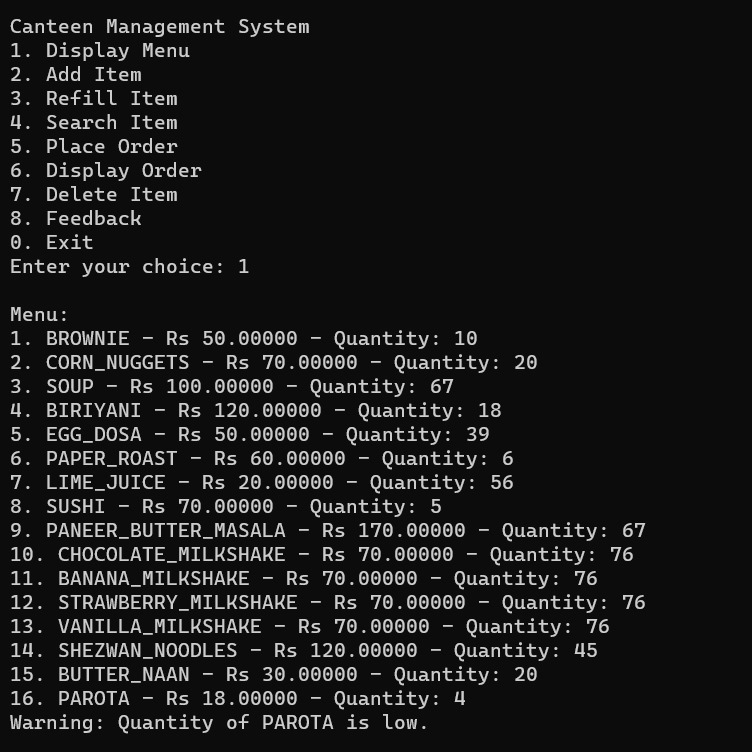 Canteen Management System
1. Display Menu
2. Add Item
3. Refill Item
4. Search Item
5. Place Order
6. Display Order
7. Delete Item
8. Feedback
0. Exit
Enter your choice: 1

Menu:
1. BROWNIE - Rs 50.00000 - Quantity: 10
2. CORN_NUGGETS - Rs 70.00000 - Quantity: 20
3. SOUP - Rs 100.00000 - Quantity: 67
4. BIRIYANI - Rs 120.00000 - Quantity: 18
5. EGG_DOSA - Rs 50.00000 - Quantity: 39
6. PAPER_ROAST - Rs 60.00000 - Quantity: 6
7. LIME_JUICE - Rs 20.00000 - Quantity: 56
8. SUSHI - Rs 70.00000 - Quantity: 5
9. PANEER_BUTTER_MASALA - Rs 170.00000 - Quantity: 67
10. CHOCOLATE_MILKSHAKE - Rs 70.00000 - Quantity: 76
11. BANANA_MILKSHAKE - Rs 70.00000 - Quantity: 76
12. STRAWBERRY_MILKSHAKE - Rs 70.00000 - Quantity: 76
13. VANILLA_MILKSHAKE - Rs 70.00000 - Quantity: 76
14. SHEZWAN_NOODLES - Rs 120.00000 - Quantity: 45
15. BUTTER_NAAN - Rs 30.00000 - Quantity: 20
16. PAROTA - Rs 18.00000 - Quantity: 4
Warning: Quantity of PAROTA is low.